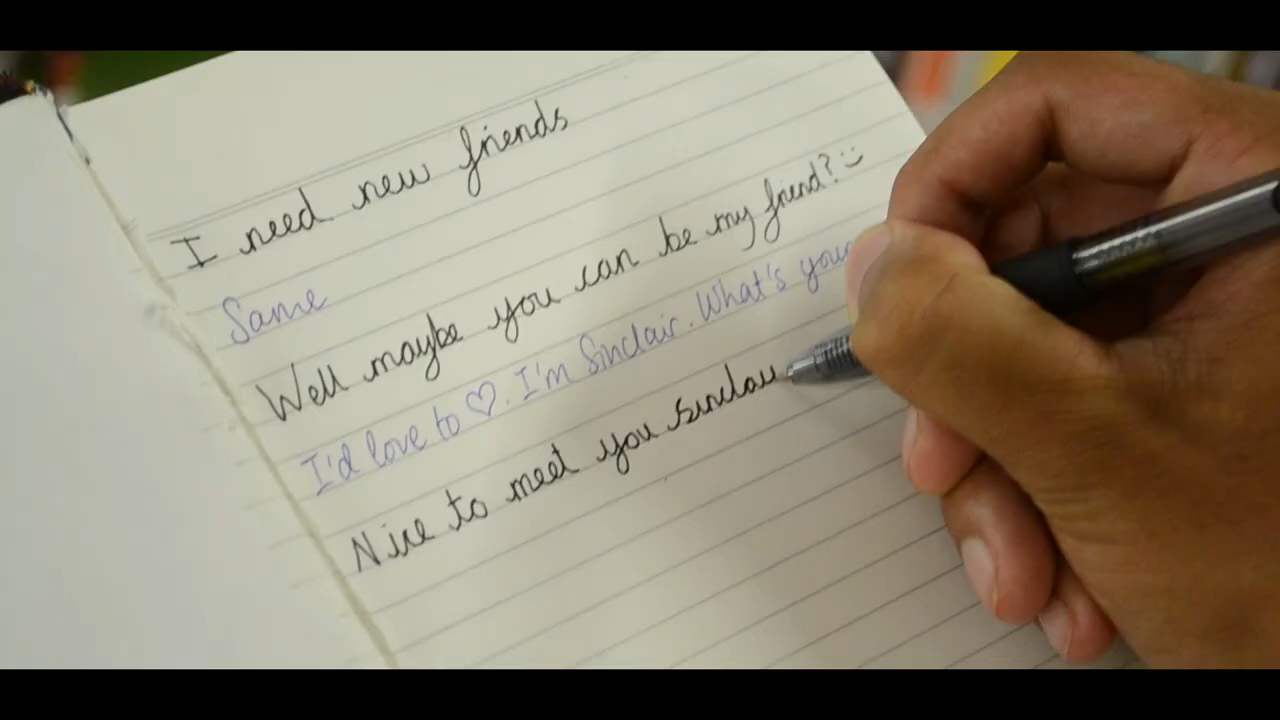 I need new friends
Same
Well maybe you can be my friend? :)
I'd love to ♡. I'm Sinclair. What's your
Nice to meet you Sinclai